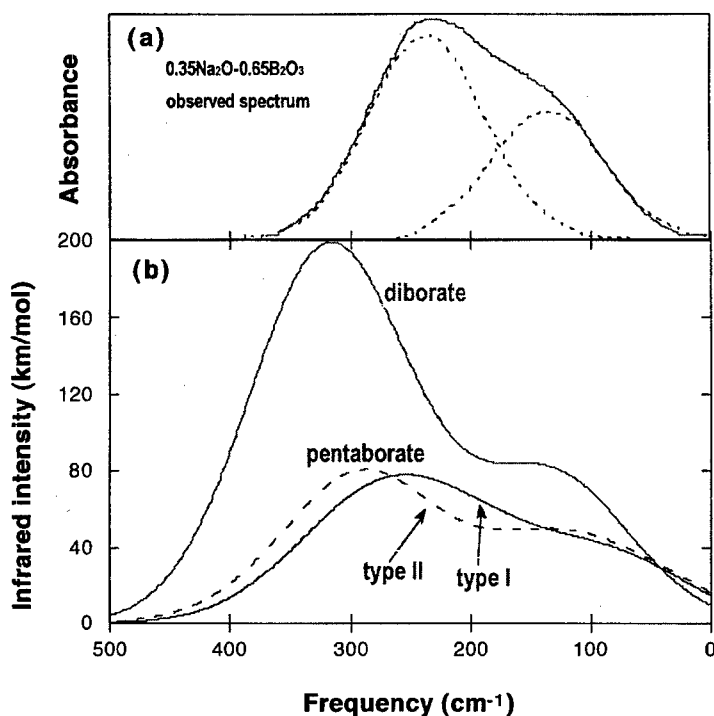 (a)
0.35Na₂O-0.65B₂O₃
observed spectrum
Absorbance
200
(b)
diborate
160
120
80
pentaborate
40
type II
type I
0
500
400
300
200
100
0
Infrared intensity (km/mol)
Frequency (cm⁻¹)